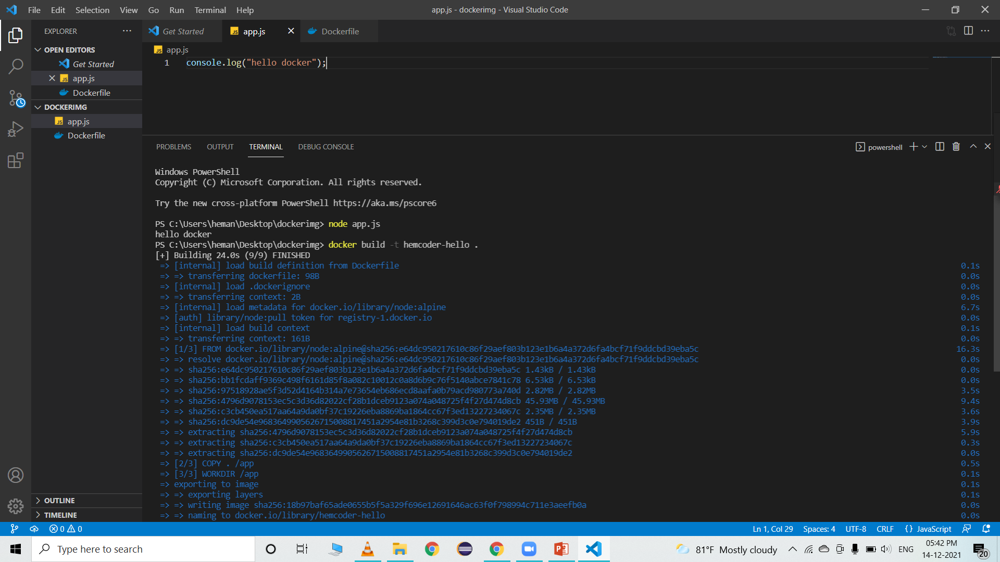 File Edit Selection View Go Run Terminal Help
app.js - dockerimg - Visual Studio Code
EXPLORER
OPEN EDITORS
Get Started
JS app.js
Dockerfile
DOCKERIMG
JS app.js
Dockerfile
OUTLINE
TIMELINE
Get Started
JS app.js
Dockerfile
JS app.js
1 console.log("hello docker");
PROBLEMS OUTPUT TERMINAL DEBUG CONSOLE
powershell
Windows PowerShell
Copyright (C) Microsoft Corporation. All rights reserved.
Try the new cross-platform PowerShell https://aka.ms/pscore6
PS C:\Users\heman\Desktop\dockerimg> node app.js
hello docker
PS C:\Users\heman\Desktop\dockerimg> docker build -t hemcoder-hello .
[+] Building 24.0s (9/9) FINISHED
=> [internal] load build definition from Dockerfile 0.1s
=> => transferring dockerfile: 98B 0.0s
=> [internal] load .dockerignore 0.0s
=> => transferring context: 2B 0.0s
=> [internal] load metadata for docker.io/library/node:alpine 6.7s
=> [auth] library/node:pull token for registry-1.docker.io 0.0s
=> [internal] load build context 0.1s
=> => transferring context: 161B 0.0s
=> [1/3] FROM docker.io/library/node:alpine@sha256:e64dc950217610c86f29aef803b123e1b6a4a372d6fa4bcf71f9ddcbd39eba5c 16.3s
=> => resolve docker.io/library/node:alpine@sha256:e64dc950217610c86f29aef803b123e1b6a4a372d6fa4bcf71f9ddcbd39eba5c 0.0s
=> => sha256:e64dc950217610c86f29aef803b123e1b6a4a372d6fa4bcf71f9ddcbd39eba5c 1.43kB / 1.43kB 0.0s
=> => sha256:bb1fcdaff9369c498f6161d85f8a082c10012c0a8d6b9c76f5140abce7841c78 6.53kB / 6.53kB 0.0s
=> => sha256:97518928ae5f3d52d4164b314a7e73654eb686ecd8aafa0b79acd980773a740d 2.82MB / 2.82MB 3.5s
=> => sha256:4796d9078153ec5c3d36d82022cf28b1dceb9123a074a048725f4f27d474d8cb 45.93MB / 45.93MB 9.4s
=> => sha256:c3cb450ea517aa64a9da0bf37c19226eba8869ba1864cc67f3ed13227234067c 2.35MB / 2.35MB 3.6s
=> => sha256:dc9de54e9683649905626715008817451a2954e81b3268c399d3c0e794019de2 451B / 451B 3.9s
=> => extracting sha256:4796d9078153ec5c3d36d82022cf28b1dceb9123a074a048725f4f27d474d8cb 5.9s
=> => extracting sha256:c3cb450ea517aa64a9da0bf37c19226eba8869ba1864cc67f3ed13227234067c 0.3s
=> => extracting sha256:dc9de54e9683649905626715008817451a2954e81b3268c399d3c0e794019de2 0.0s
=> [2/3] COPY . /app 0.5s
=> [3/3] WORKDIR /app 0.1s
=> exporting to image 0.1s
=> => exporting layers 0.1s
=> => writing image sha256:18b97baf65ade0655b5f5a329f696e12691646ac63f0f798994c711e3aeefb0a 0.0s
=> => naming to docker.io/library/hemcoder-hello 0.0s
0 0
Ln 1, Col 29 Spaces: 4 UTF-8 CRLF {} JavaScript
Type here to search
81°F Mostly cloudy
ENG
05:42 PM
14-12-2021
20